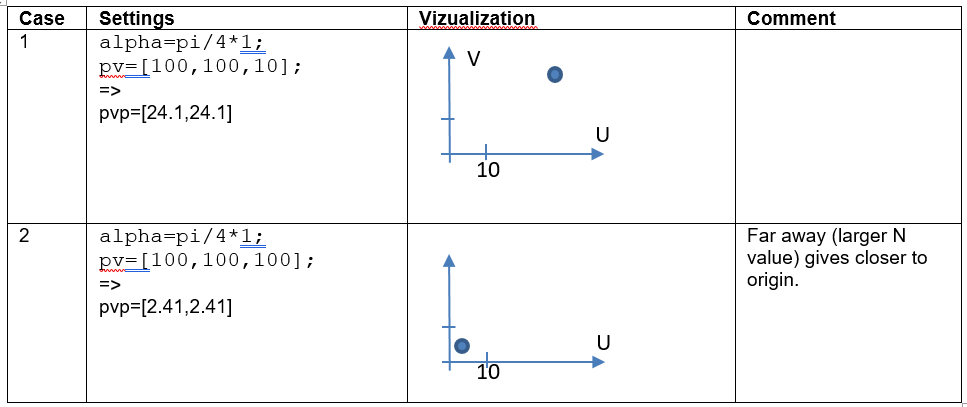 Case Settings Vizualization Comment
1
alpha=pi/4*1;
pv=[100,100,10];
=>
pvp=[24.1,24.1]
V
U
10
2
alpha=pi/4*1;
pv=[100,100,100];
=>
pvp=[2.41,2.41]
U
10
Far away (larger N
value) gives closer to
origin.